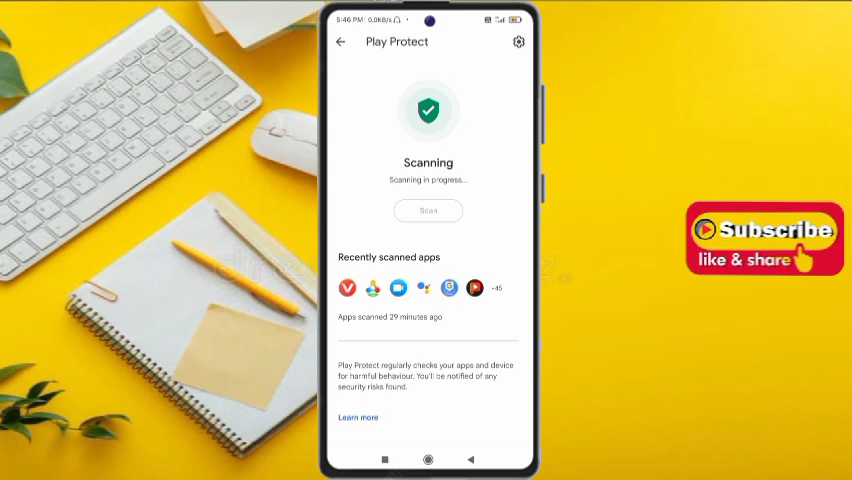 5:46 PM 0.0KB/s
Play Protect
Scanning
Scanning in progress...
Scan
Recently scanned apps
+45
Apps scanned 29 minutes ago
Play Protect regularly checks your apps and device
for harmful behaviour. You'll be notified of any
security risks found.
Learn more
Subscribe
like & share